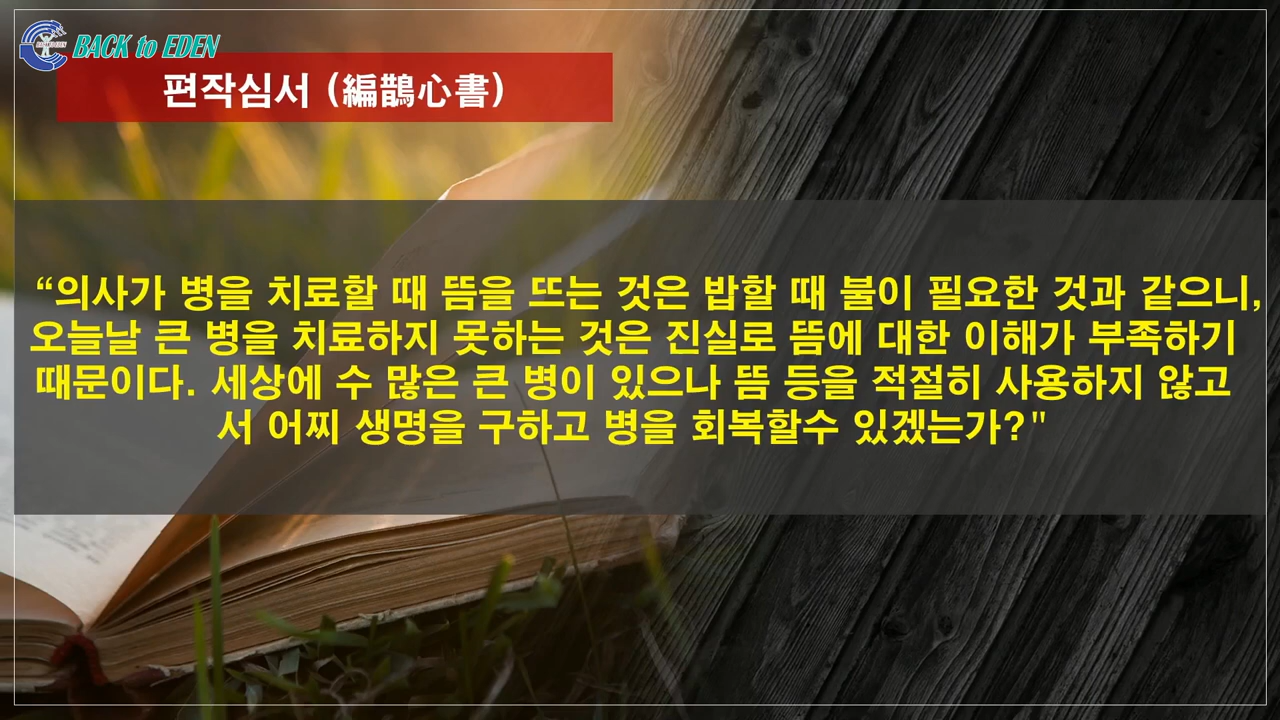 BACK to EDEN
편작심서 (編鵲心書)
“의사가 병을 치료할 때 뜸을 뜨는 것은 밥할 때 불이 필요한 것과 같으니,
오늘날 큰 병을 치료하지 못하는 것은 진실로 뜸에 대한 이해가 부족하기
때문이다. 세상에 수 많은 큰 병이 있으나 뜸 등을 적절히 사용하지 않고
서 어찌 생명을 구하고 병을 회복할수 있겠는가?"